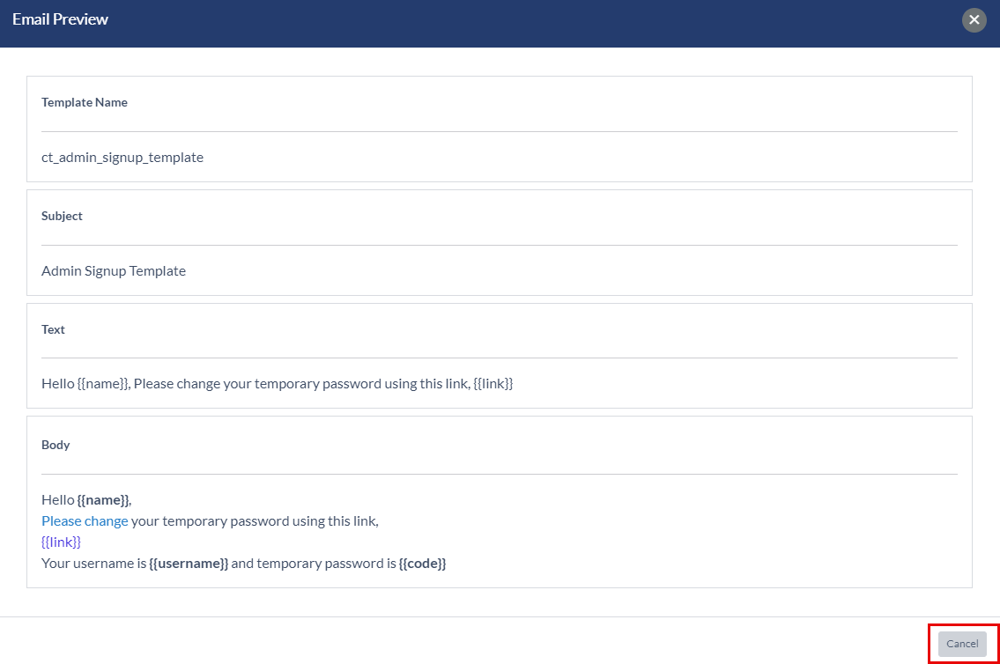 Email Preview
Template Name
ct_admin_signup_template
Subject
Admin Signup Template
Text
Hello {{name}}, Please change your temporary password using this link, {{link}}
Body
Hello {{name}},
Please change your temporary password using this link,
{{link}}
Your username is {{username}} and temporary password is {{code}}
Cancel